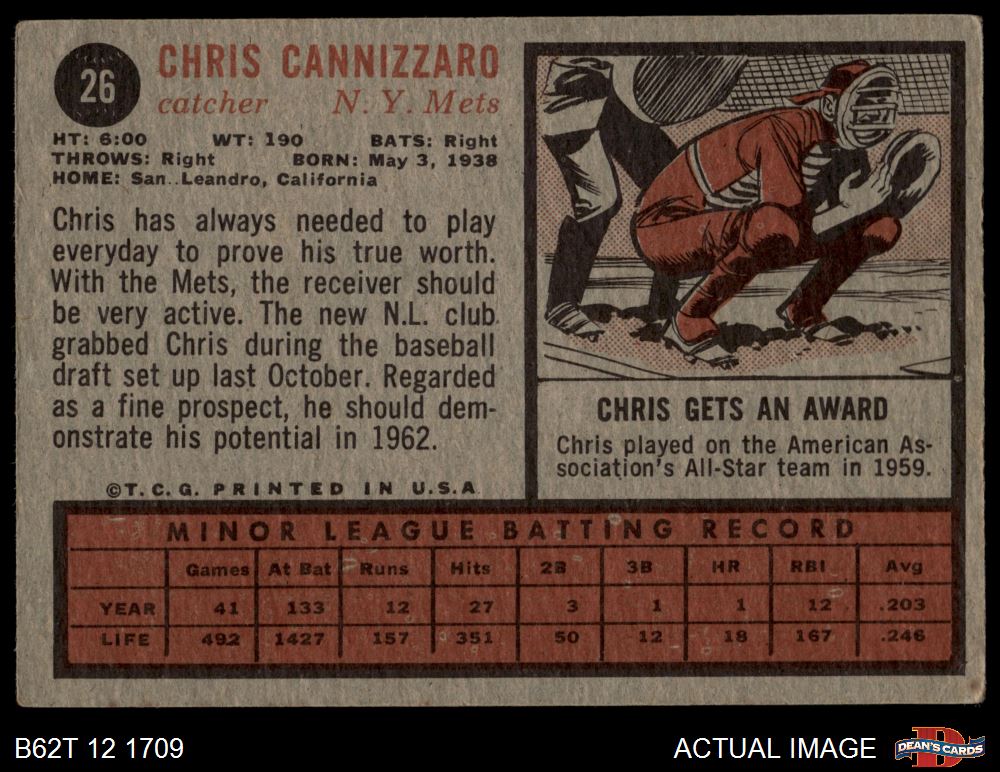 26
CHRIS CANNIZZARO
catcher N. Y. Mets
HT: 6:00 WT: 190 BATS: Right
THROWS: Right BORN: May 3, 1938
HOME: San Leandro, California
Chris has always needed to play
everyday to prove his true worth.
With the Mets, the receiver should
be very active. The new N.L. club
grabbed Chris during the baseball
draft set up last October. Regarded
as a fine prospect, he should dem-
onstrate his potential in 1962.
©T. C. G. PRINTED IN U.S.A.
CHRIS GETS AN AWARD
Chris played on the American As-
sociation's All-Star team in 1959.
MINOR LEAGUE BATTING RECORD
Games At Bat Runs Hits 2B 3B HR RBI Avg
YEAR 41 133 12 27 3 1 1 12 .203
LIFE 492 1427 157 351 50 12 18 167 .246
B62T 12 1709 ACTUAL IMAGE D DEAN'S CARDS